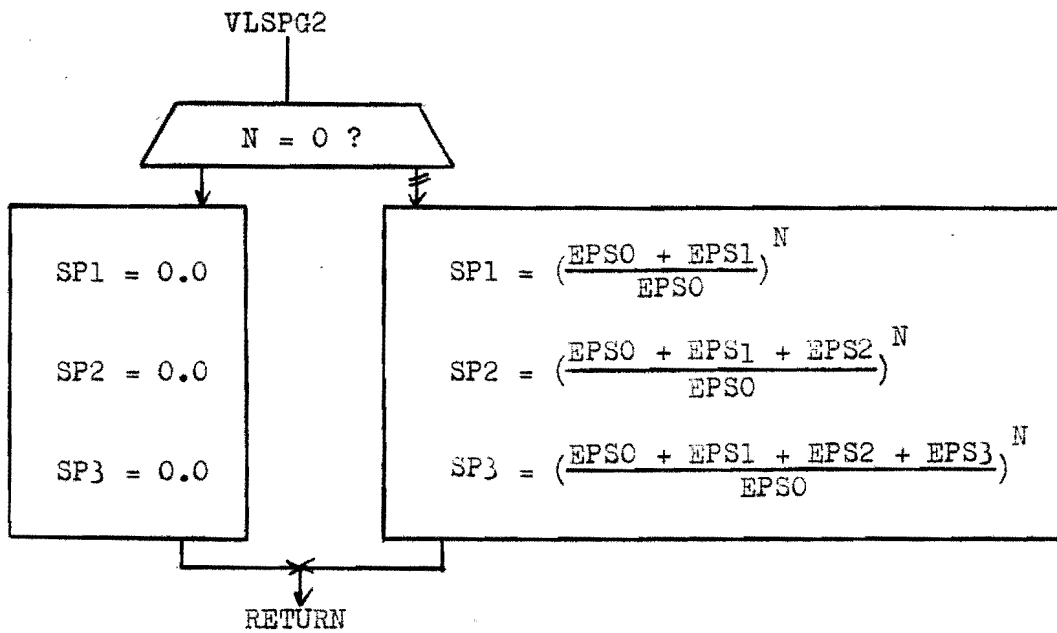 VLSPG2
N = 0 ?
SP1 = 0.0
SP2 = 0.0
SP3 = 0.0
SP1 = (EPS0 + EPS1 / EPS0)^N
SP2 = (EPS0 + EPS1 + EPS2 / EPS0)^N
SP3 = (EPS0 + EPS1 + EPS2 + EPS3 / EPS0)^N
RETURN